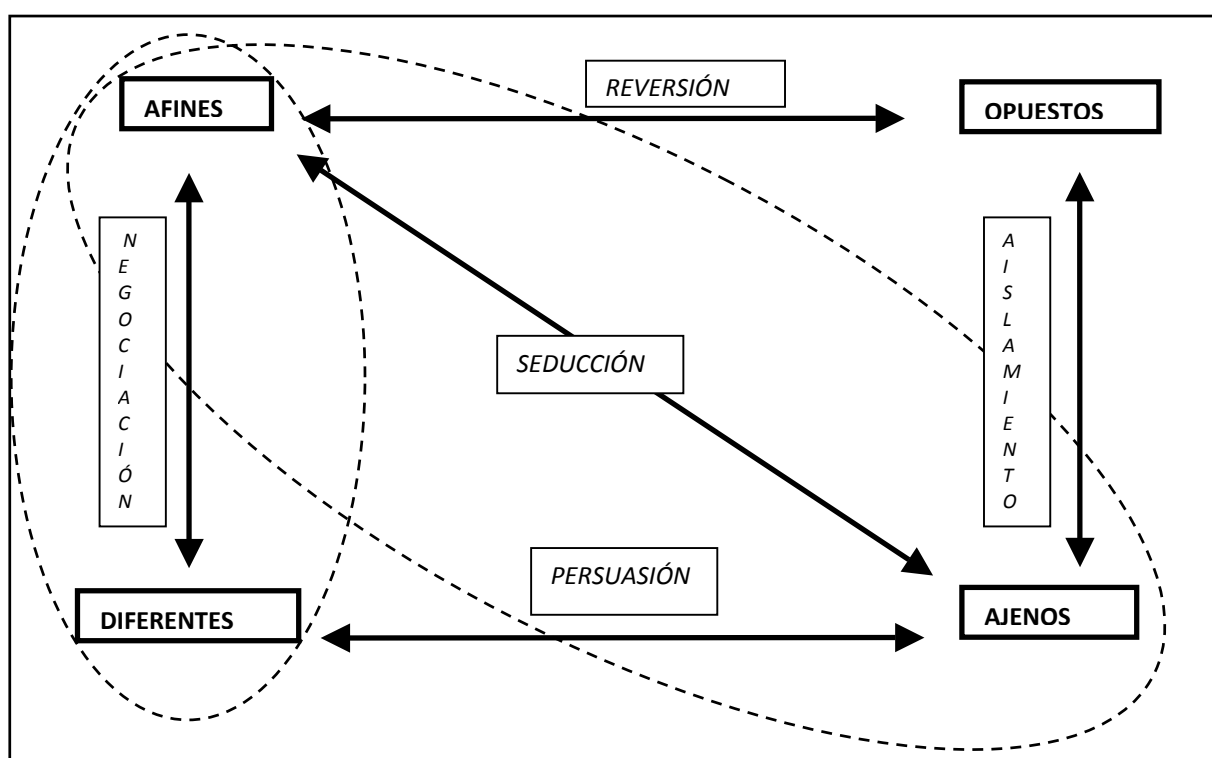 REVERSIÓN
AFINES
OPUESTOS
NEGOCIACIÓN
AISLAMIENTO
SEDUCCIÓN
PERSUASIÓN
DIFERENTES
AJENOS